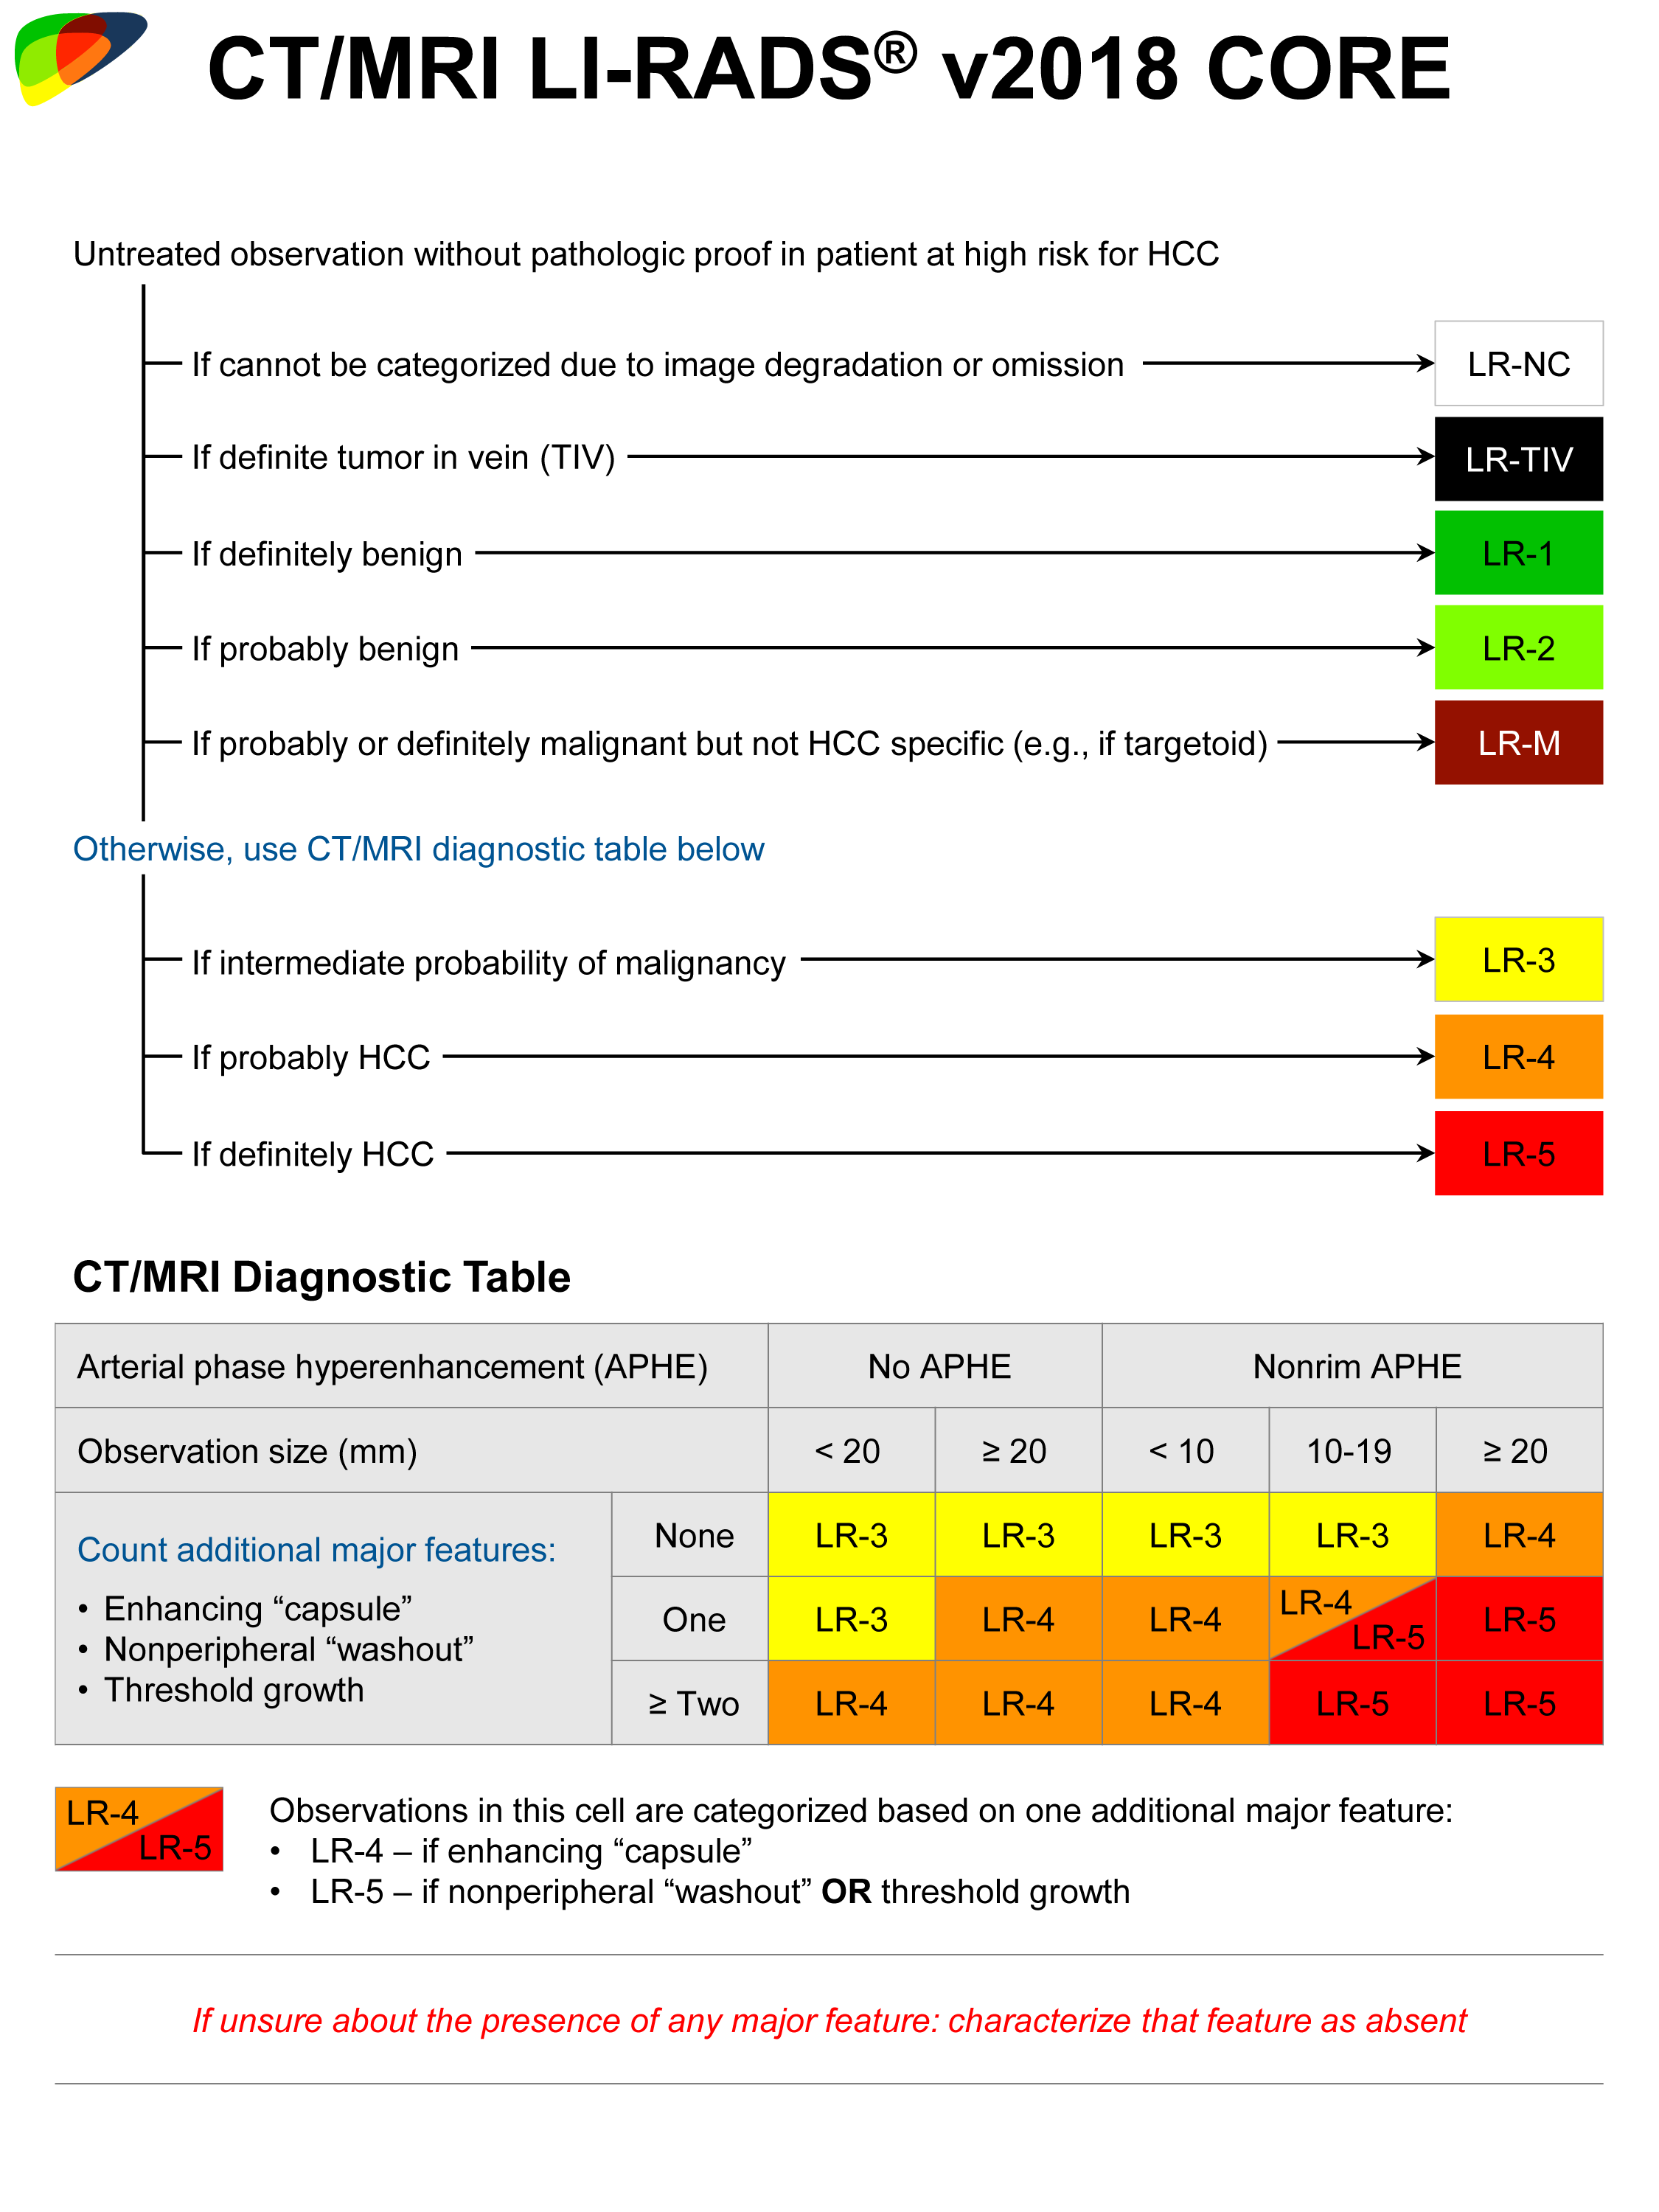 CT/MRI LI-RADS® v2018 CORE
Untreated observation without pathologic proof in patient at high risk for HCC
If cannot be categorized due to image degradation or omission LR-NC
If definite tumor in vein (TIV) LR-TIV
If definitely benign LR-1
If probably benign LR-2
If probably or definitely malignant but not HCC specific (e.g., if targetoid) LR-M
Otherwise, use CT/MRI diagnostic table below
If intermediate probability of malignancy LR-3
If probably HCC LR-4
If definitely HCC LR-5
CT/MRI Diagnostic Table
Arterial phase hyperenhancement (APHE) No APHE Nonrim APHE
Observation size (mm) < 20 ≥ 20 < 10 10-19 ≥ 20
Count additional major features:
• Enhancing “capsule”
• Nonperipheral “washout”
• Threshold growth
None LR-3 LR-3 LR-3 LR-3 LR-4
One LR-3 LR-4 LR-4 LR-4 LR-5 LR-5
≥ Two LR-4 LR-4 LR-4 LR-5 LR-5
LR-4
LR-5
Observations in this cell are categorized based on one additional major feature:
• LR-4 – if enhancing “capsule”
• LR-5 – if nonperipheral “washout” OR threshold growth
If unsure about the presence of any major feature: characterize that feature as absent